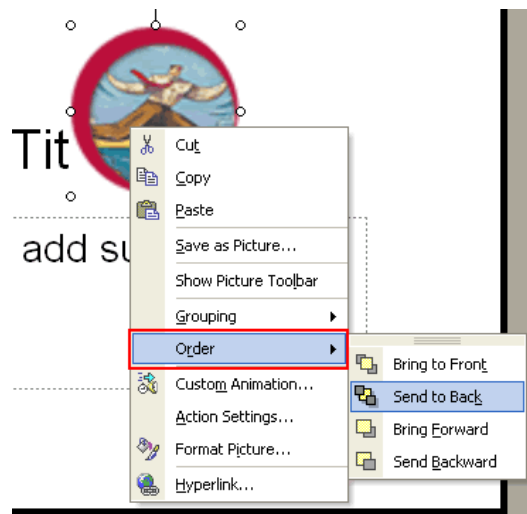 Tit
add su
Cut
Copy
Paste
Save as Picture...
Show Picture Toolbar
Grouping
Order
Custom Animation...
Action Settings...
Format Picture...
Hyperlink...
Bring to Front
Send to Back
Bring Forward
Send Backward